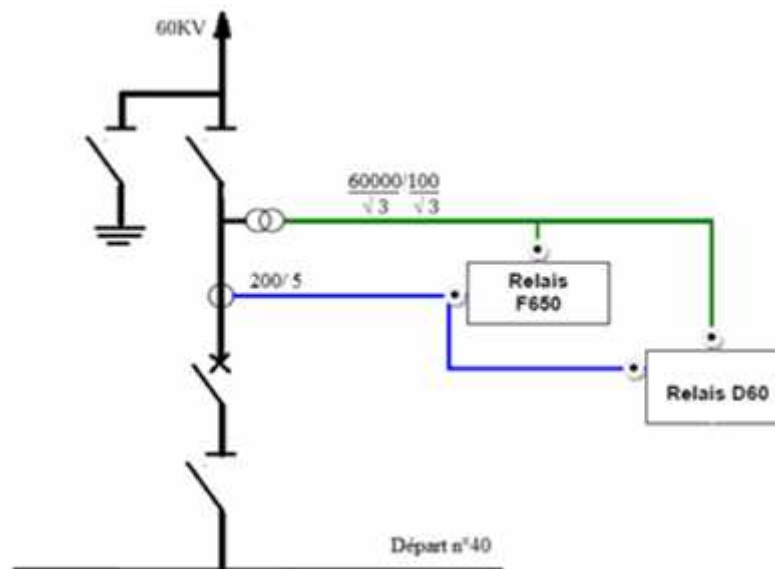 60KV
60000/100
√3 √3
200/ 5
Relais
F650
Relais D60
Départ n°40